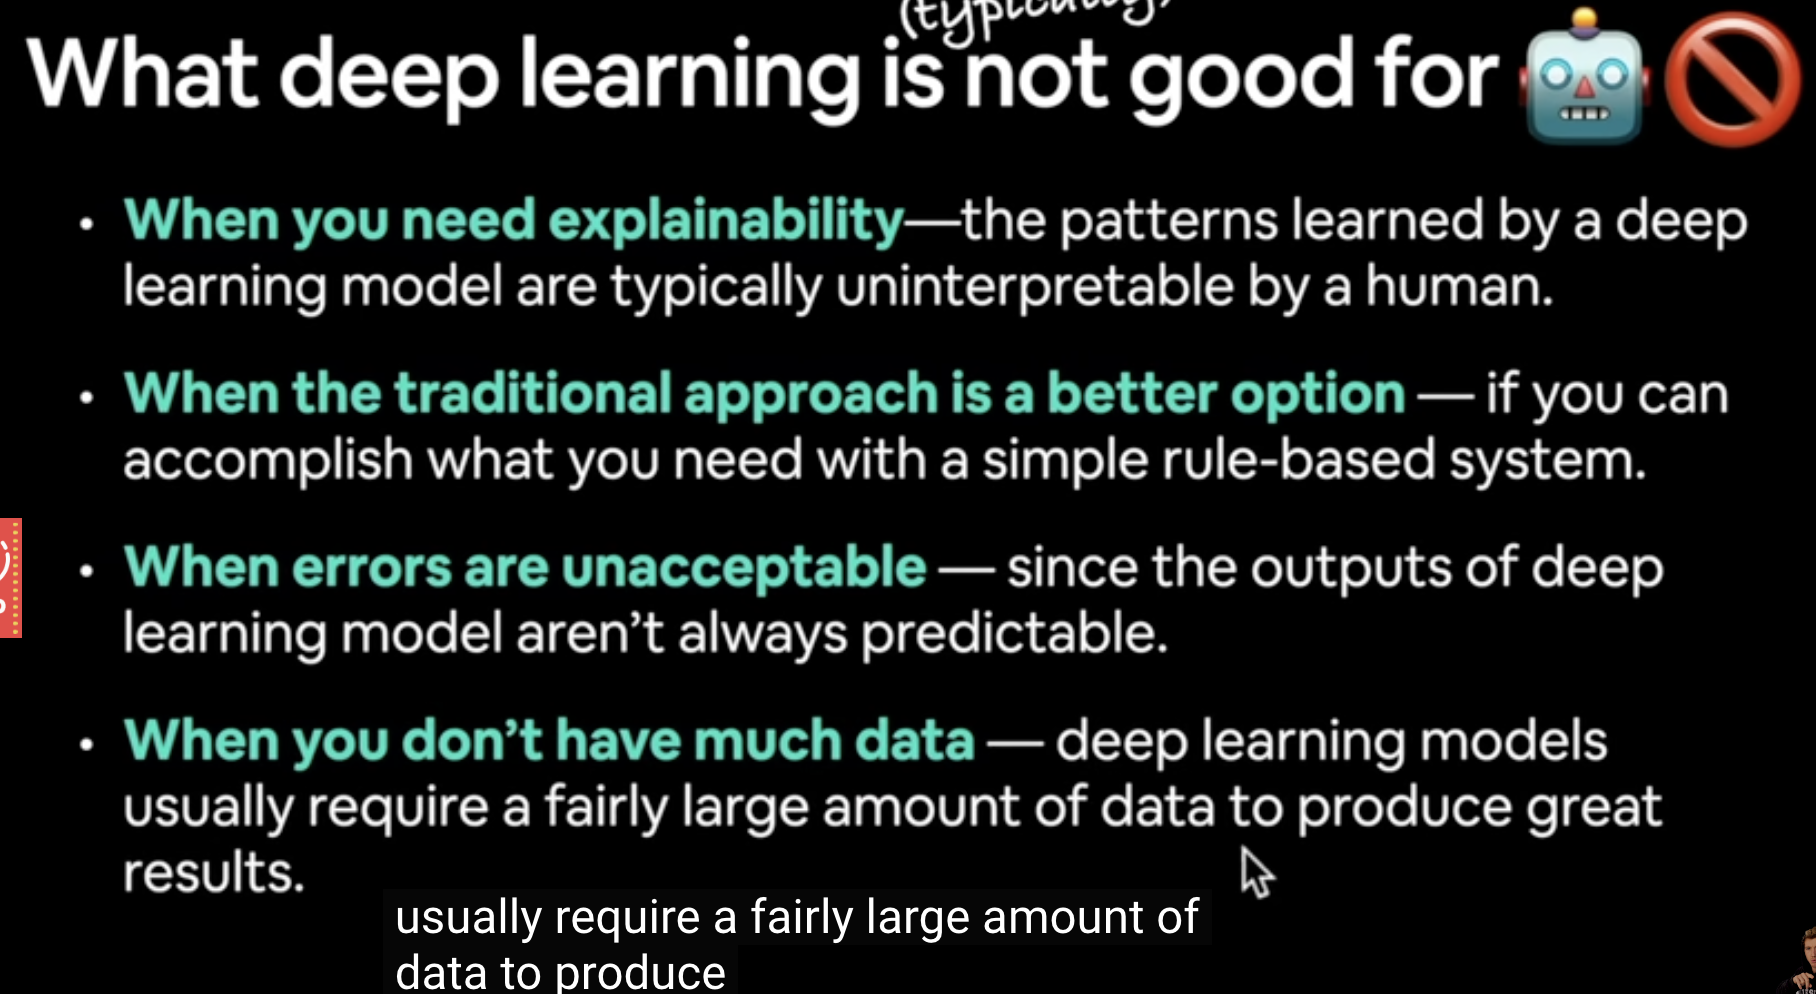 (typically)
What deep learning is not good for
• When you need explainability—the patterns learned by a deep
learning model are typically uninterpretable by a human.
• When the traditional approach is a better option — if you can
accomplish what you need with a simple rule-based system.
• When errors are unacceptable — since the outputs of deep
learning model aren’t always predictable.
• When you don’t have much data — deep learning models
usually require a fairly large amount of data to produce great
results.
usually require a fairly large amount of
data to produce